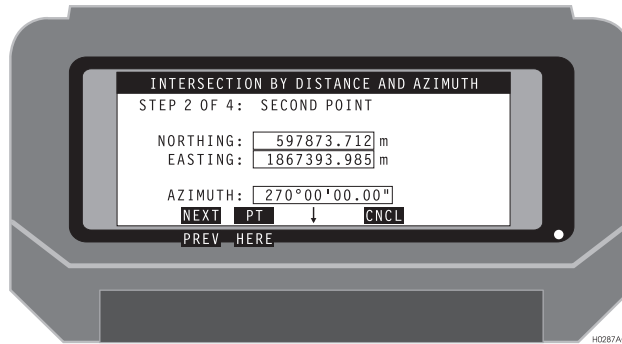 INTERSECTION BY DISTANCE AND AZIMUTH
STEP 2 OF 4: SECOND POINT
NORTHING: 597873.712 m
EASTING: 1867393.985 m
AZIMUTH: 270°00'00.00"
NEXT PT ↓ CNCL
PREV HERE
H0287A